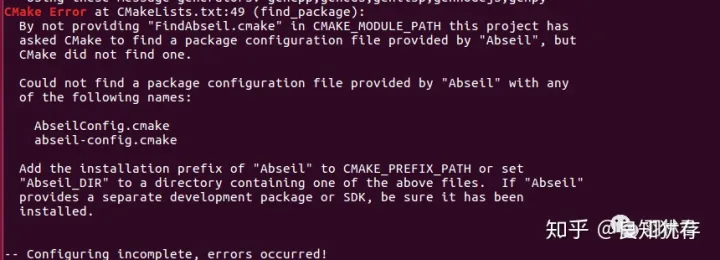 CMake Error at CMakeLists.txt:49 (find_package):
By not providing "FindAbseil.cmake" in CMAKE_MODULE_PATH this project has
asked CMake to find a package configuration file provided by "Abseil", but
CMake did not find one.
Could not find a package configuration file provided by "Abseil" with any
of the following names:
AbseilConfig.cmake
abseil-config.cmake
Add the installation prefix of "Abseil" to CMAKE_PREFIX_PATH or set
"Abseil_DIR" to a directory containing one of the above files.  If "Abseil"
provides a separate development package or SDK, be sure it has been
installed.
知乎 @良知犹存
-- Configuring incomplete, errors occurred!